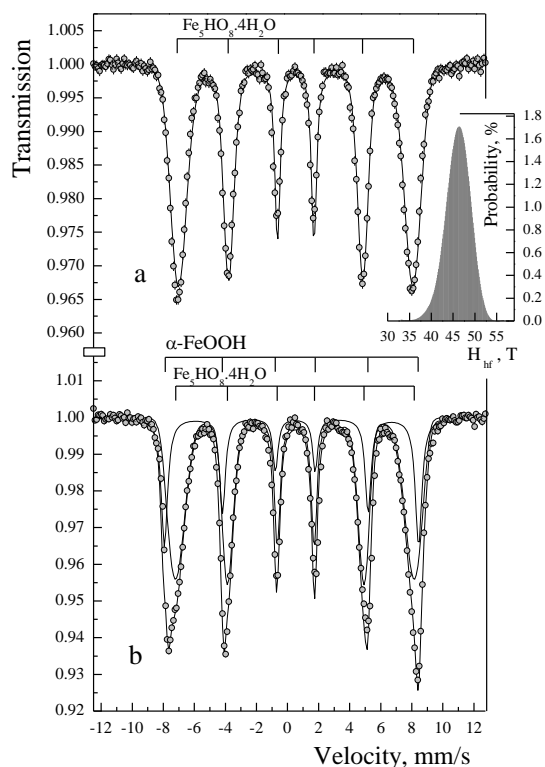 Fe5HO8.4H2O
1.005
1.000
0.995
0.990
0.985
0.980
0.975
0.970
0.965
0.960
Transmission
a
1.8
1.6
1.4
1.2
1.0
0.8
0.6
0.4
0.2
0.0
Probability, %
30 35 40 45 50 55
Hhf , T
α-FeOOH
Fe5HO8.4H2O
1.01
1.00
0.99
0.98
0.97
0.96
0.95
0.94
0.93
0.92
b
-12 -10 -8 -6 -4 -2 0 2 4 6 8 10 12
Velocity, mm/s